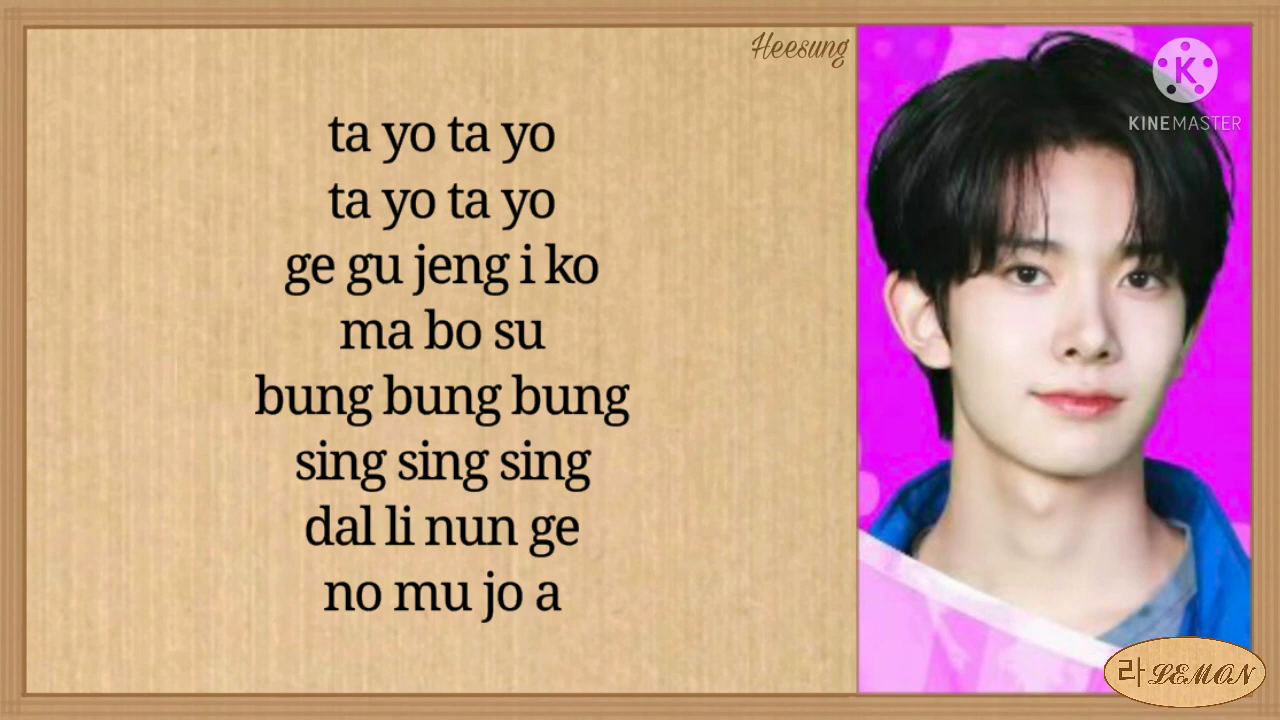 Heesung
K
KINEMASTER
ta yo ta yo
ta yo ta yo
ge gu jeng i ko
ma bo su
bung bung bung
sing sing sing
dal li nun ge
no mu jo a
라 LEMON